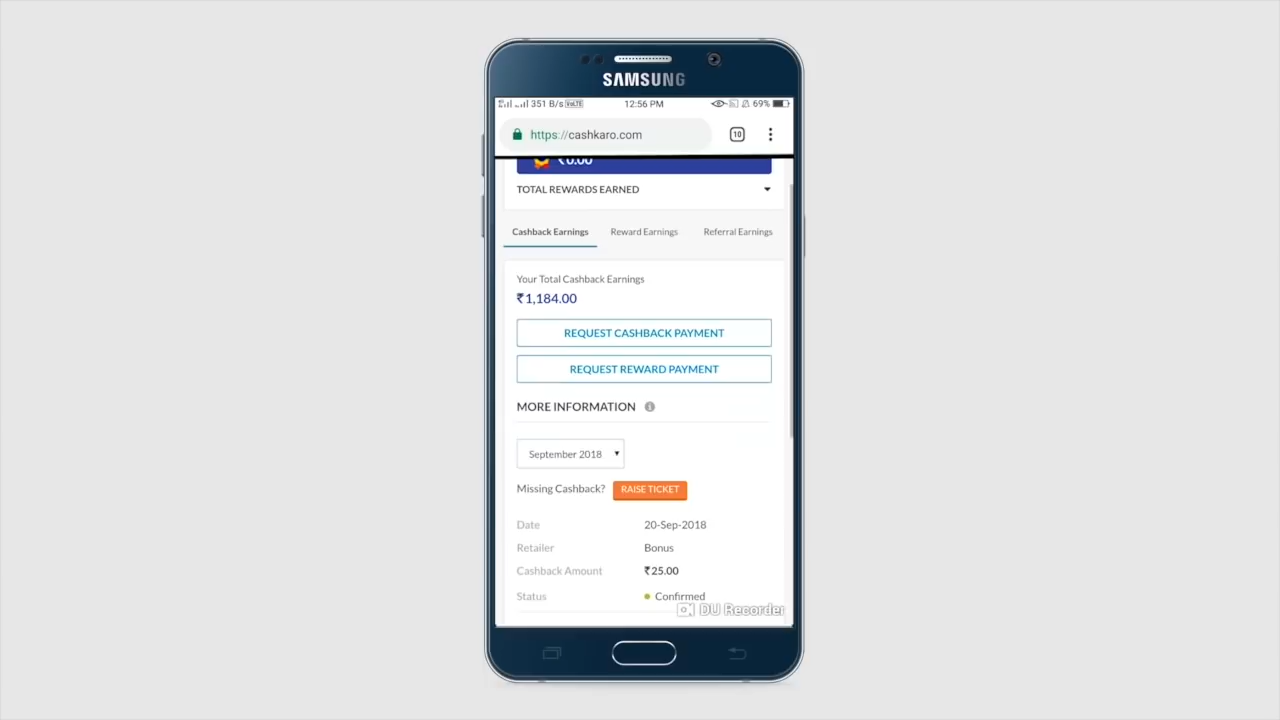 SAMSUNG
351 B/s VoLTE 12:56 PM 69%
https://cashkaro.com 10
₹0.00
TOTAL REWARDS EARNED
Cashback Earnings Reward Earnings Referral Earnings
Your Total Cashback Earnings
₹1,184.00
REQUEST CASHBACK PAYMENT
REQUEST REWARD PAYMENT
MORE INFORMATION
September 2018
Missing Cashback? RAISE TICKET
Date 20-Sep-2018
Retailer Bonus
Cashback Amount ₹25.00
Status Confirmed
DU Recorder